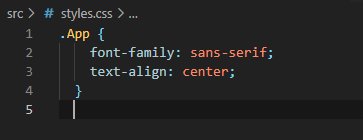 src > # styles.css > ...
1 .App {
2 font-family: sans-serif;
3 text-align: center;
4 }
5